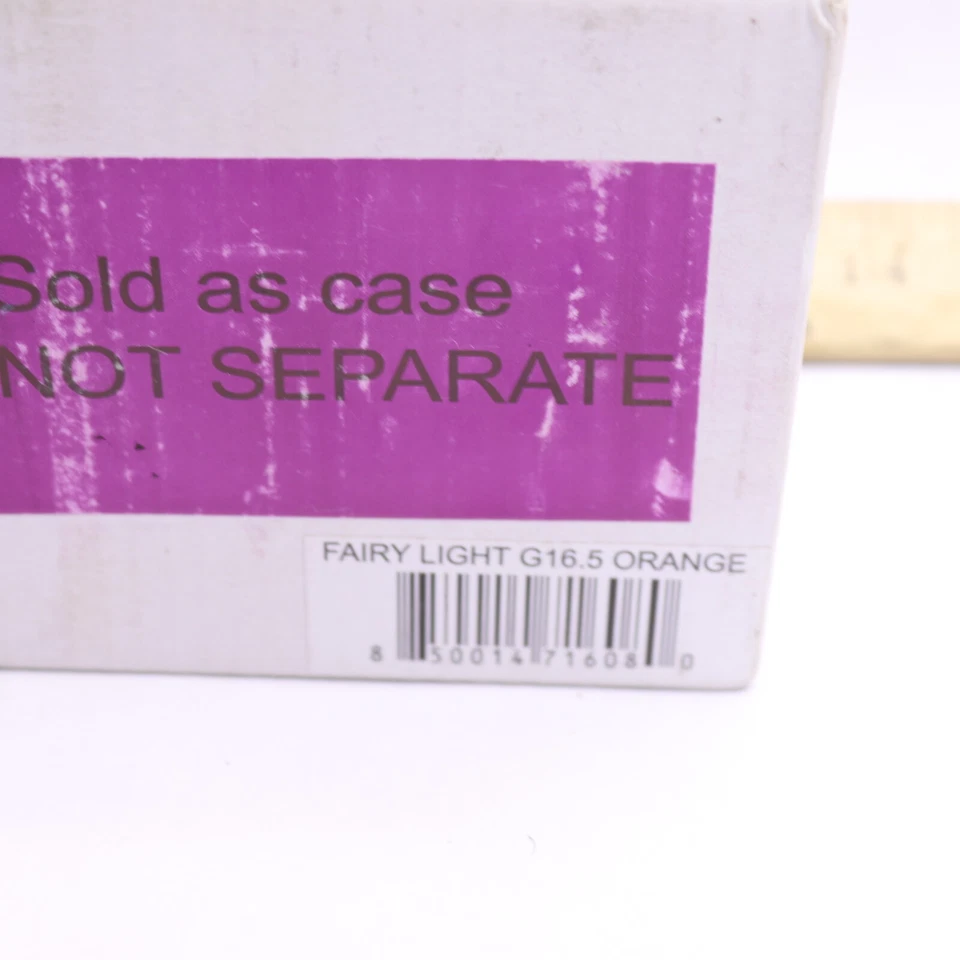 Sold as case
NOT SEPARATE
FAIRY LIGHT G16.5 ORANGE
8 50014 71608 0